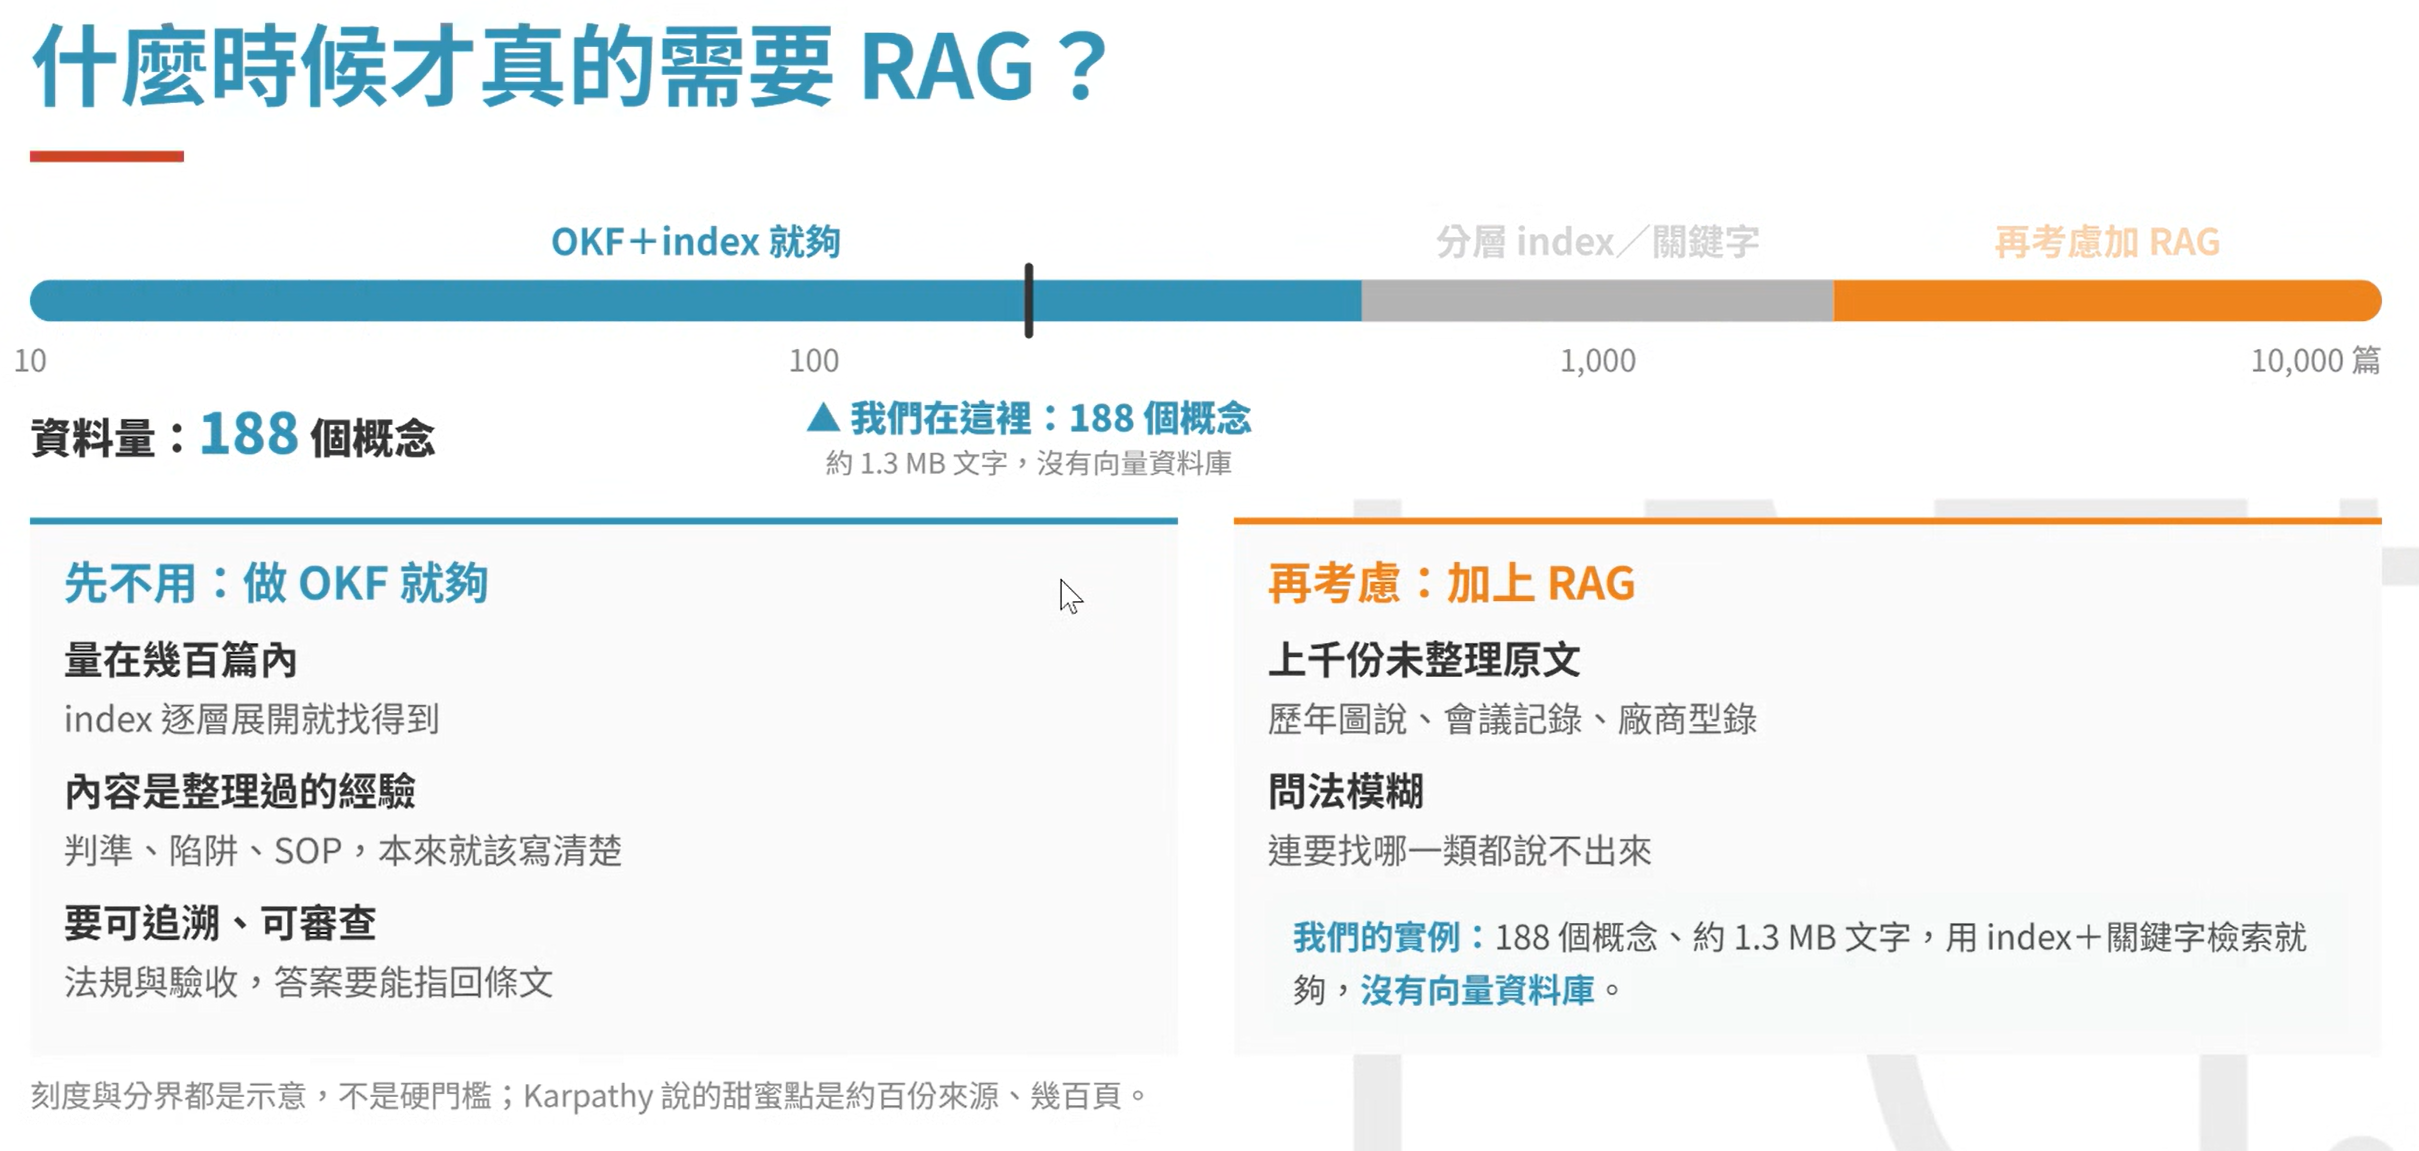 什麼時候才真的需要 RAG？
OKF＋index 就夠
分層 index／關鍵字
再考慮加 RAG
10
100
1,000
10,000 篇
資料量：188 個概念
▲ 我們在這裡：188 個概念
約 1.3 MB 文字，沒有向量資料庫
先不用：做 OKF 就夠
量在幾百篇內
index 逐層展開就找得到
內容是整理過的經驗
判準、陷阱、SOP，本來就該寫清楚
要可追溯、可審查
法規與驗收，答案要能指回條文
再考慮：加上 RAG
上千份未整理原文
歷年圖說、會議記錄、廠商型錄
問法模糊
連要找哪一類都說不出來
我們的實例：188 個概念、約 1.3 MB 文字，用 index＋關鍵字檢索就
夠，沒有向量資料庫。
刻度與分界都是示意，不是硬門檻；Karpathy 說的甜蜜點是約百份來源、幾百頁。